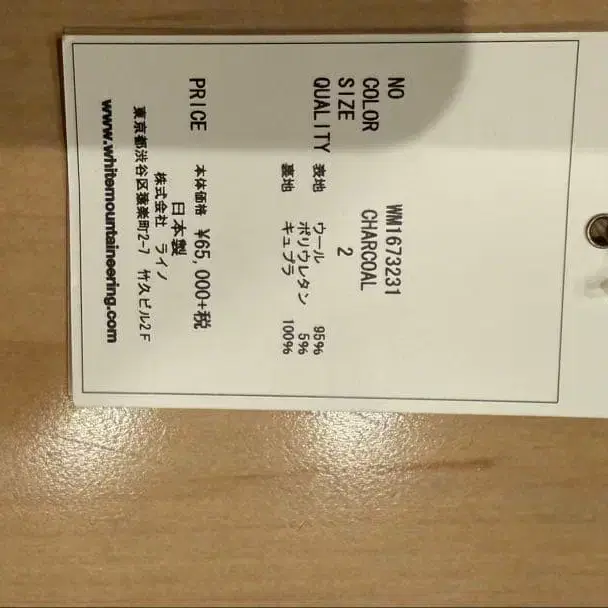 NO WM1673231
COLOR CHARCOAL
SIZE 2
QUALITY 表地 ウール 95%
ポリウレタン 5%
裏地 キュプラ 100%
PRICE 本体価格 ¥65,000+税
日本製
株式会社 ライノ
東京都渋谷区猿楽町2-7 竹久ビル2F
www.whitemountaineering.com